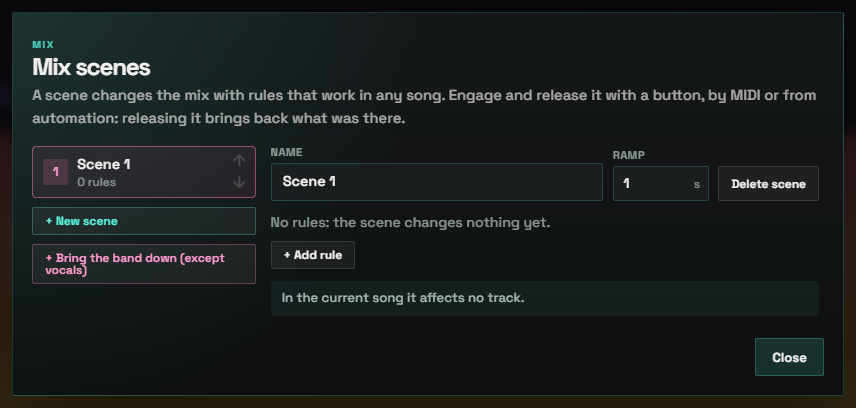 MIX
Mix scenes
A scene changes the mix with rules that work in any song. Engage and release it with a button, by MIDI or from
automation: releasing it brings back what was there.
1
Scene 1
0 rules
+ New scene
+ Bring the band down (except
vocals)
NAME
Scene 1
RAMP
1 s
Delete scene
No rules: the scene changes nothing yet.
+ Add rule
In the current song it affects no track.
Close